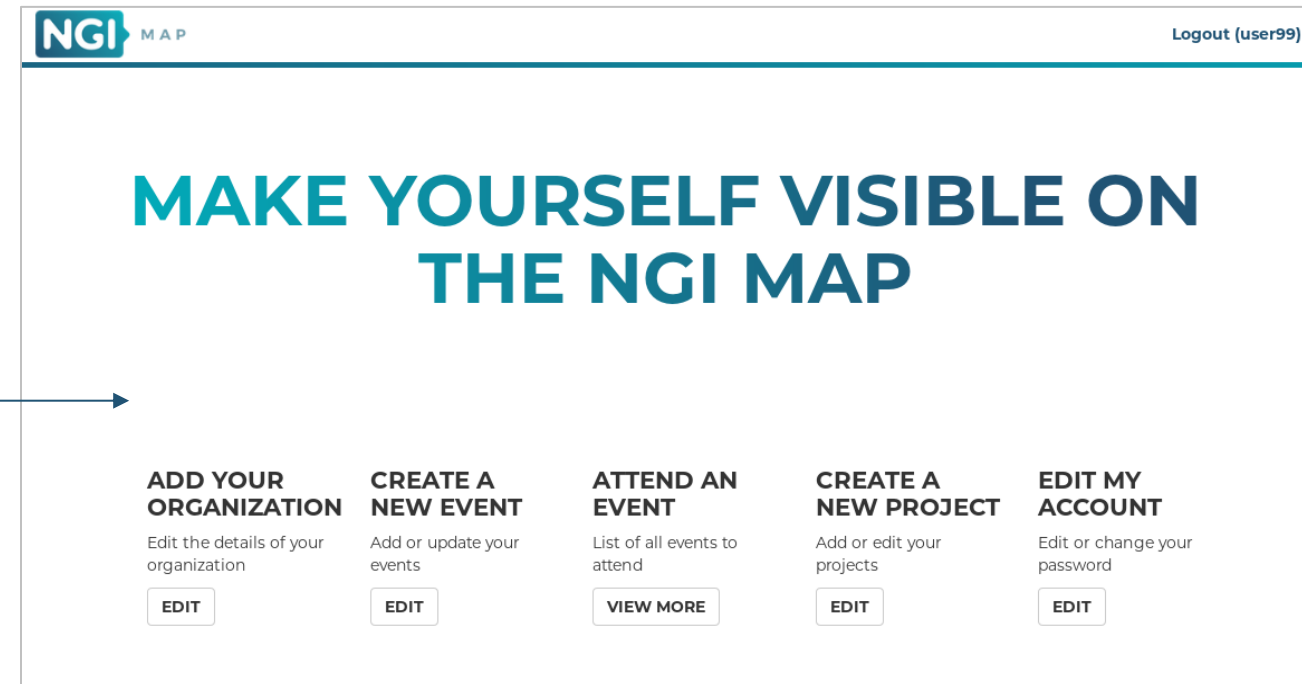 NGI MAP
Logout (user99)
MAKE YOURSELF VISIBLE ON
THE NGI MAP
ADD YOUR
ORGANIZATION
Edit the details of your
organization
EDIT
CREATE A
NEW EVENT
Add or update your
events
EDIT
ATTEND AN
EVENT
List of all events to
attend
VIEW MORE
CREATE A
NEW PROJECT
Add or edit your
projects
EDIT
EDIT MY
ACCOUNT
Edit or change your
password
EDIT